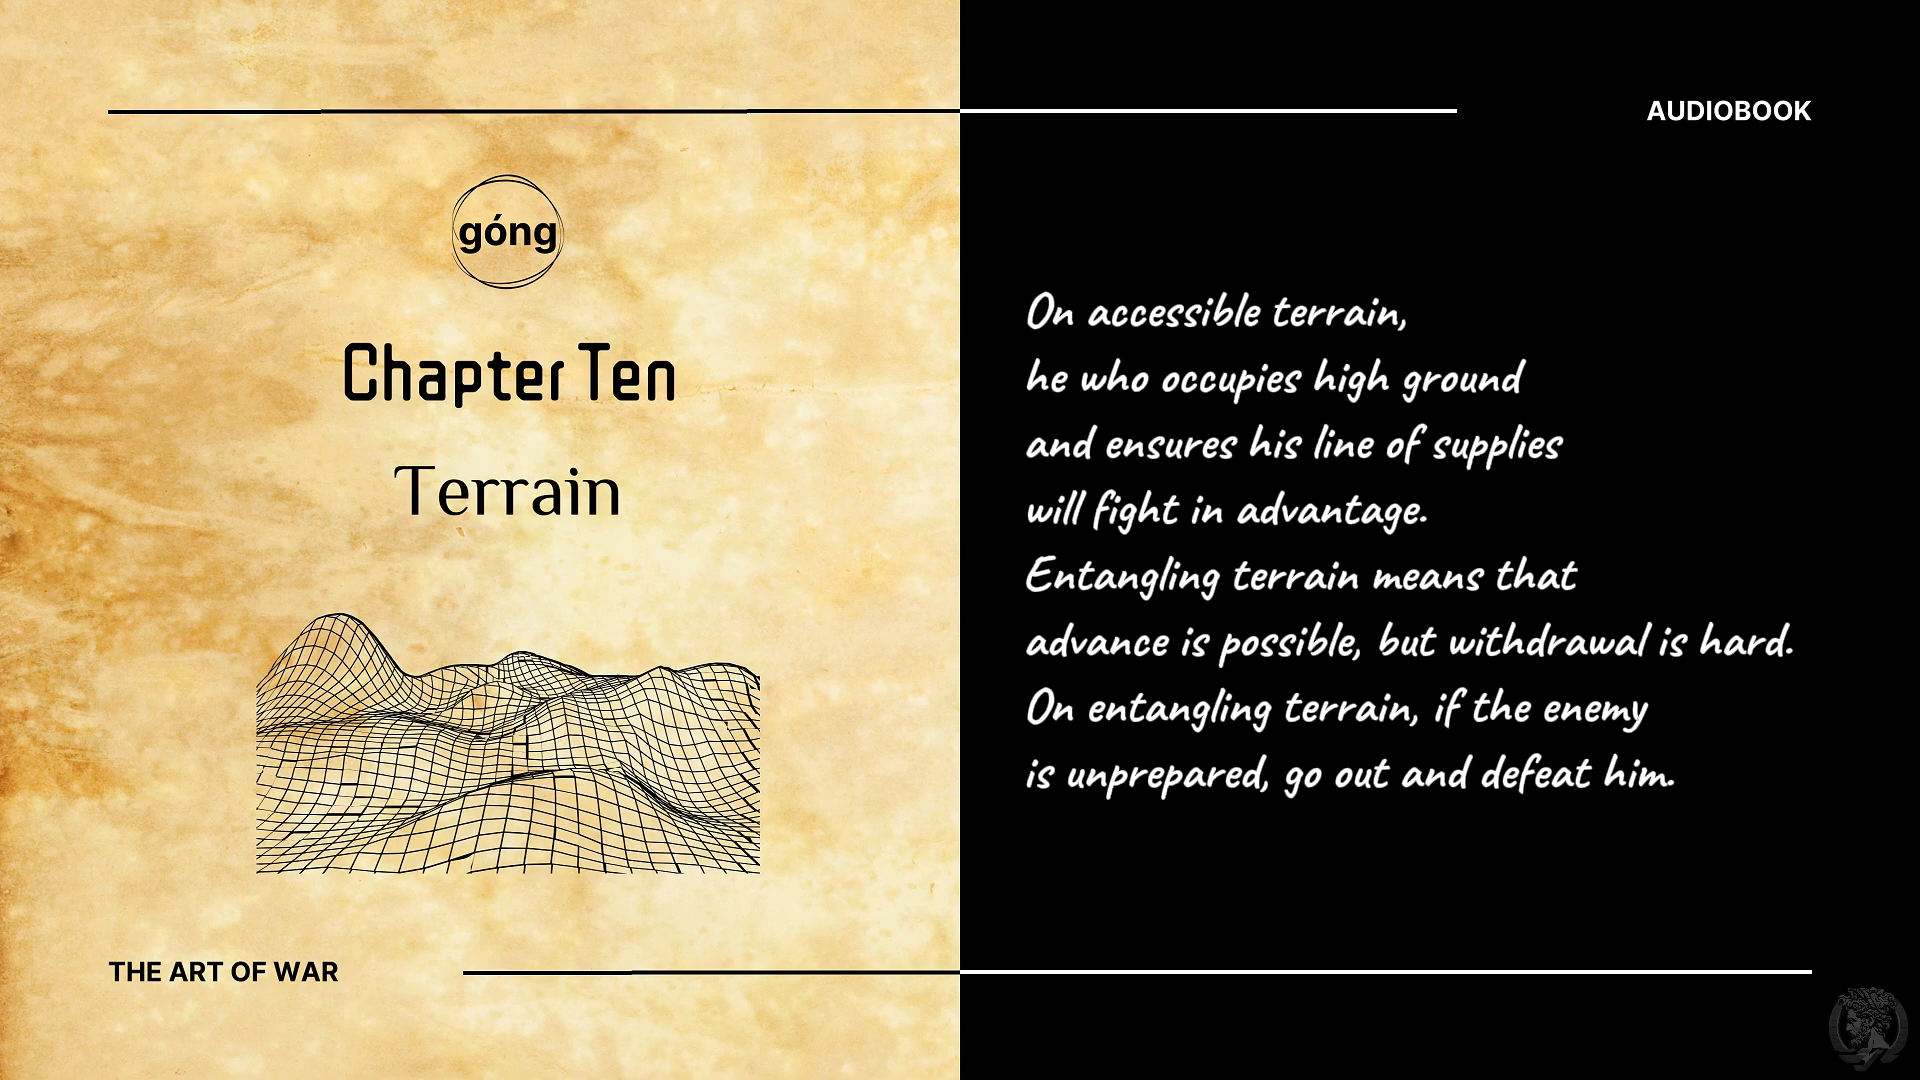 góng
Chapter Ten
Terrain
THE ART OF WAR
AUDIOBOOK
On accessible terrain,
he who occupies high ground
and ensures his line of supplies
will fight in advantage.
Entangling terrain means that
advance is possible, but withdrawal is hard.
On entangling terrain, if the enemy
is unprepared, go out and defeat him.